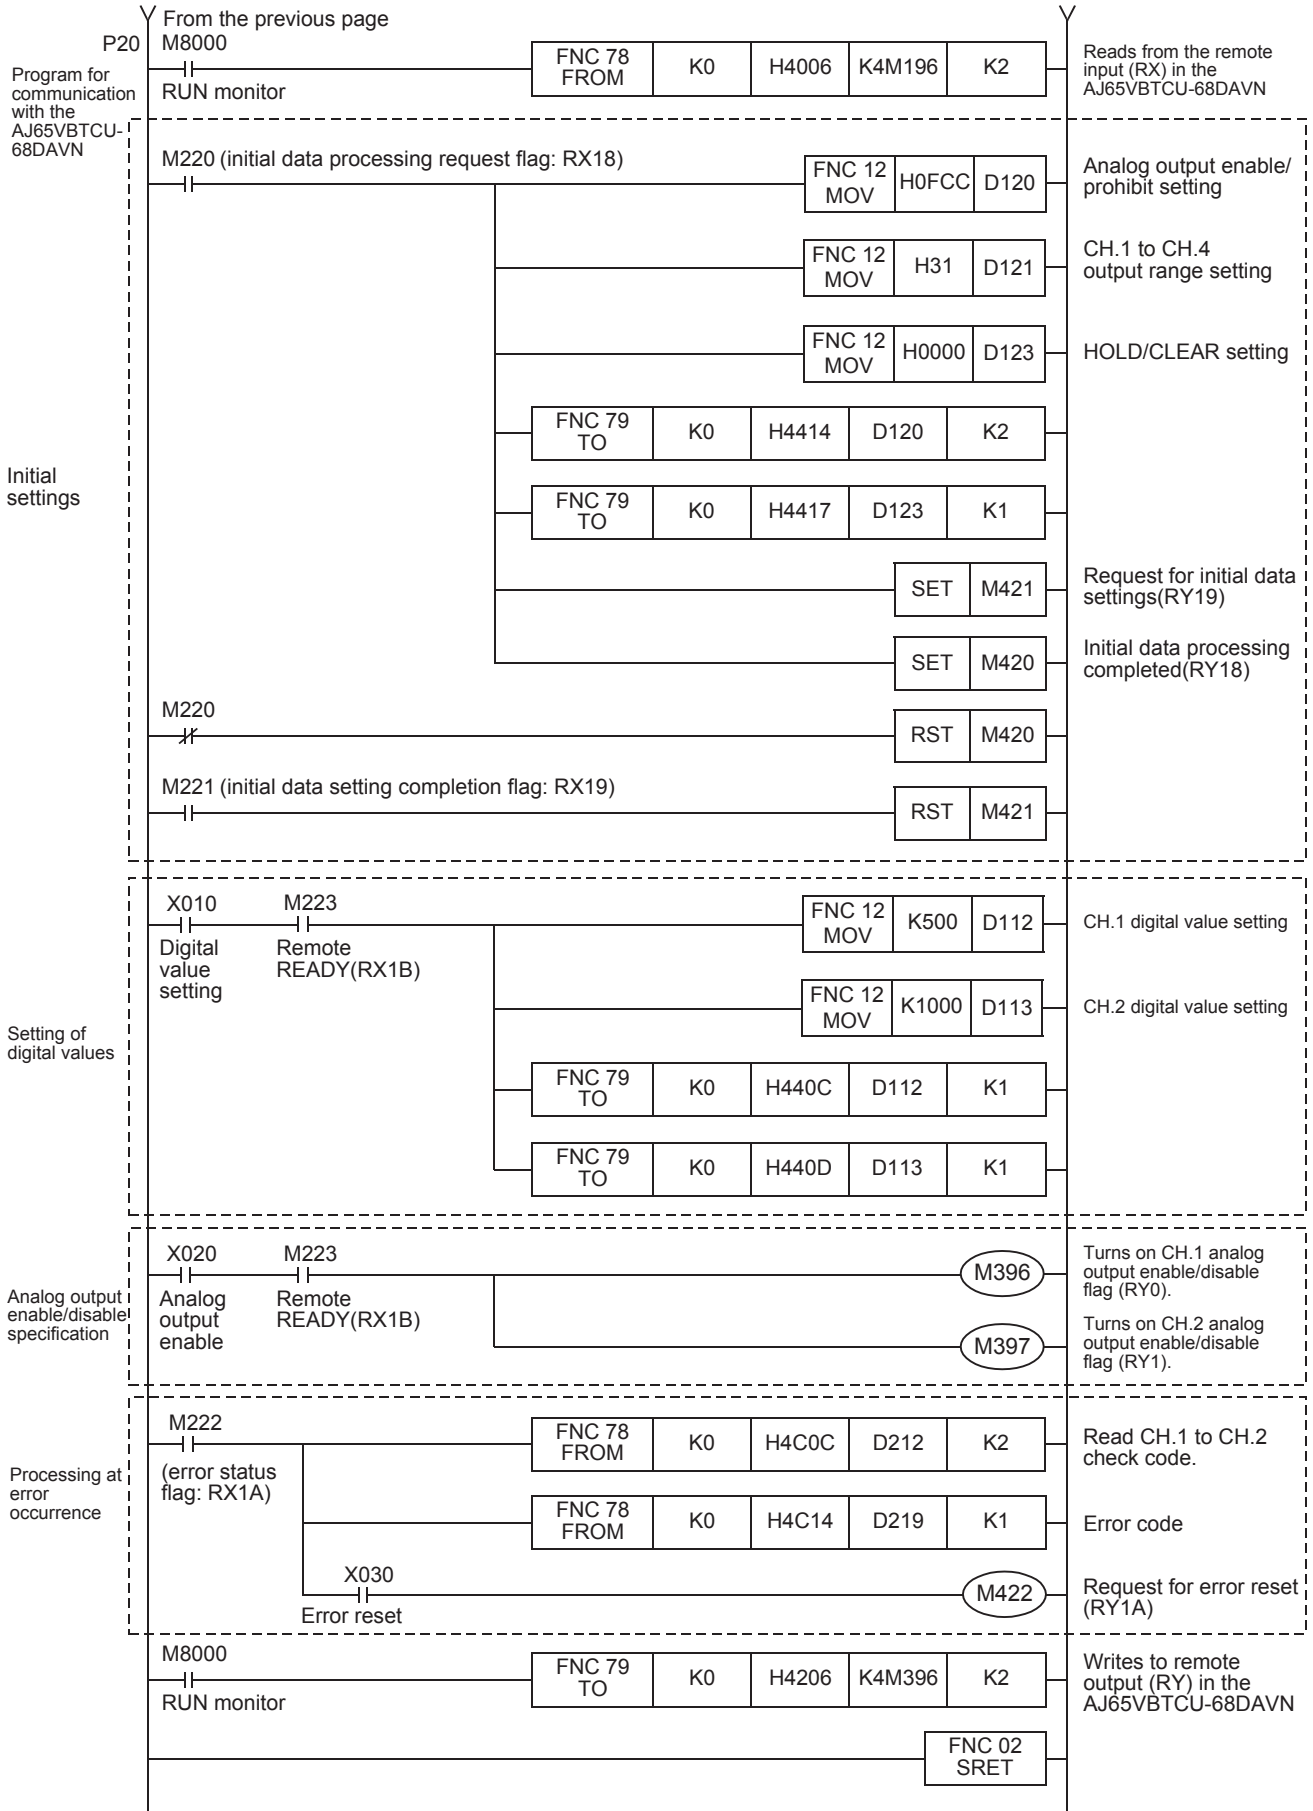 From the previous page
P20
M8000
FNC 78
FROM
K0
H4006
K4M196
K2
Reads from the remote
input (RX) in the
AJ65VBTCU-68DAVN
Program for
communication
with the
AJ65VBTCU-
68DAVN
RUN monitor
M220 (initial data processing request flag: RX18)
FNC 12
MOV
H0FCC
D120
Analog output enable/
prohibit setting
FNC 12
MOV
H31
D121
CH.1 to CH.4
output range setting
FNC 12
MOV
H0000
D123
HOLD/CLEAR setting
FNC 79
TO
K0
H4414
D120
K2
Initial
settings
FNC 79
TO
K0
H4417
D123
K1
SET
M421
Request for initial data
settings(RY19)
SET
M420
Initial data processing
completed(RY18)
M220
RST
M420
M221 (initial data setting completion flag: RX19)
RST
M421
X010
M223
Digital
value
setting
Remote
READY(RX1B)
FNC 12
MOV
K500
D112
CH.1 digital value setting
FNC 12
MOV
K1000
D113
CH.2 digital value setting
Setting of
digital values
FNC 79
TO
K0
H440C
D112
K1
FNC 79
TO
K0
H440D
D113
K1
X020
M223
Analog output
enable/disable
specification
Analog
output
enable
Remote
READY(RX1B)
M396
Turns on CH.1 analog
output enable/disable
flag (RY0).
M397
Turns on CH.2 analog
output enable/disable
flag (RY1).
M222
(error status
flag: RX1A)
FNC 78
FROM
K0
H4C0C
D212
K2
Read CH.1 to CH.2
check code.
Processing at
error
occurrence
FNC 78
FROM
K0
H4C14
D219
K1
Error code
X030
Error reset
M422
Request for error reset
(RY1A)
M8000
RUN monitor
FNC 79
TO
K0
H4206
K4M396
K2
Writes to remote
output (RY) in the
AJ65VBTCU-68DAVN
FNC 02
SRET